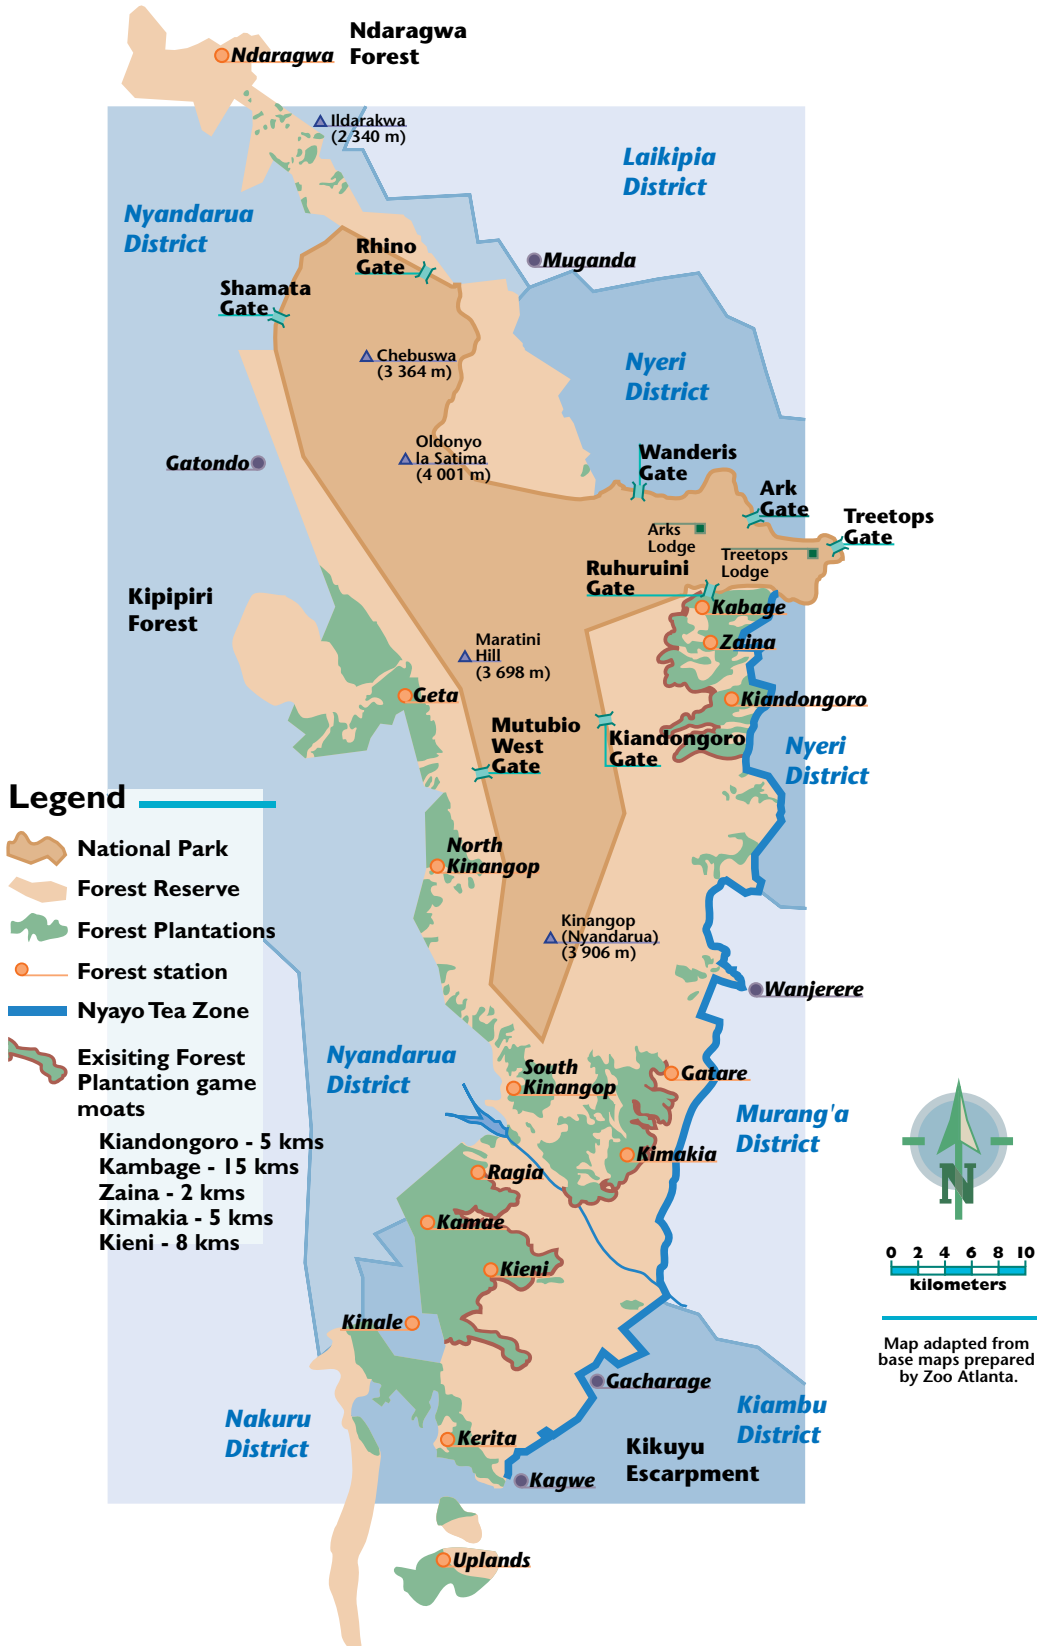 Ndaragwa
Forest
Ndaragwa
Ildarakwa
(2 340 m)
Laikipia
District
Nyandarua
District
Rhino
Gate
Muganda
Shamata
Gate
Chebuswa
(3 364 m)
Nyeri
District
Oldonyo
la Satima
(4 001 m)
Gatondo
Wanderis
Gate
Ark
Gate
Treetops
Gate
Arks
Lodge
Treetops
Lodge
Ruhuruini
Gate
Kabage
Kipipiri
Forest
Zaina
Maratini
Hill
(3 698 m)
Geta
Kiandongoro
Mutubio
West
Gate
Kiandongoro
Gate
Nyeri
District
Legend
National Park
Forest Reserve
Forest Plantations
Forest station
Nyayo Tea Zone
Exisiting Forest
Plantation game
moats
Kiandongoro - 5 kms
Kambage - 15 kms
Zaina - 2 kms
Kimakia - 5 kms
Kieni - 8 kms
North
Kinangop
Kinangop
(Nyandarua)
(3 906 m)
Wanjerere
Nyandarua
District
South
Kinangop
Gatare
Murang'a
District
Kimakia
Ragia
Kamae
Kieni
Kinale
N
0 2 4 6 8 10
kilometers
Map adapted from
base maps prepared
by Zoo Atlanta.
Gacharage
Kiambu
District
Nakuru
District
Kerita
Kikuyu
Escarpment
Kagwe
Uplands